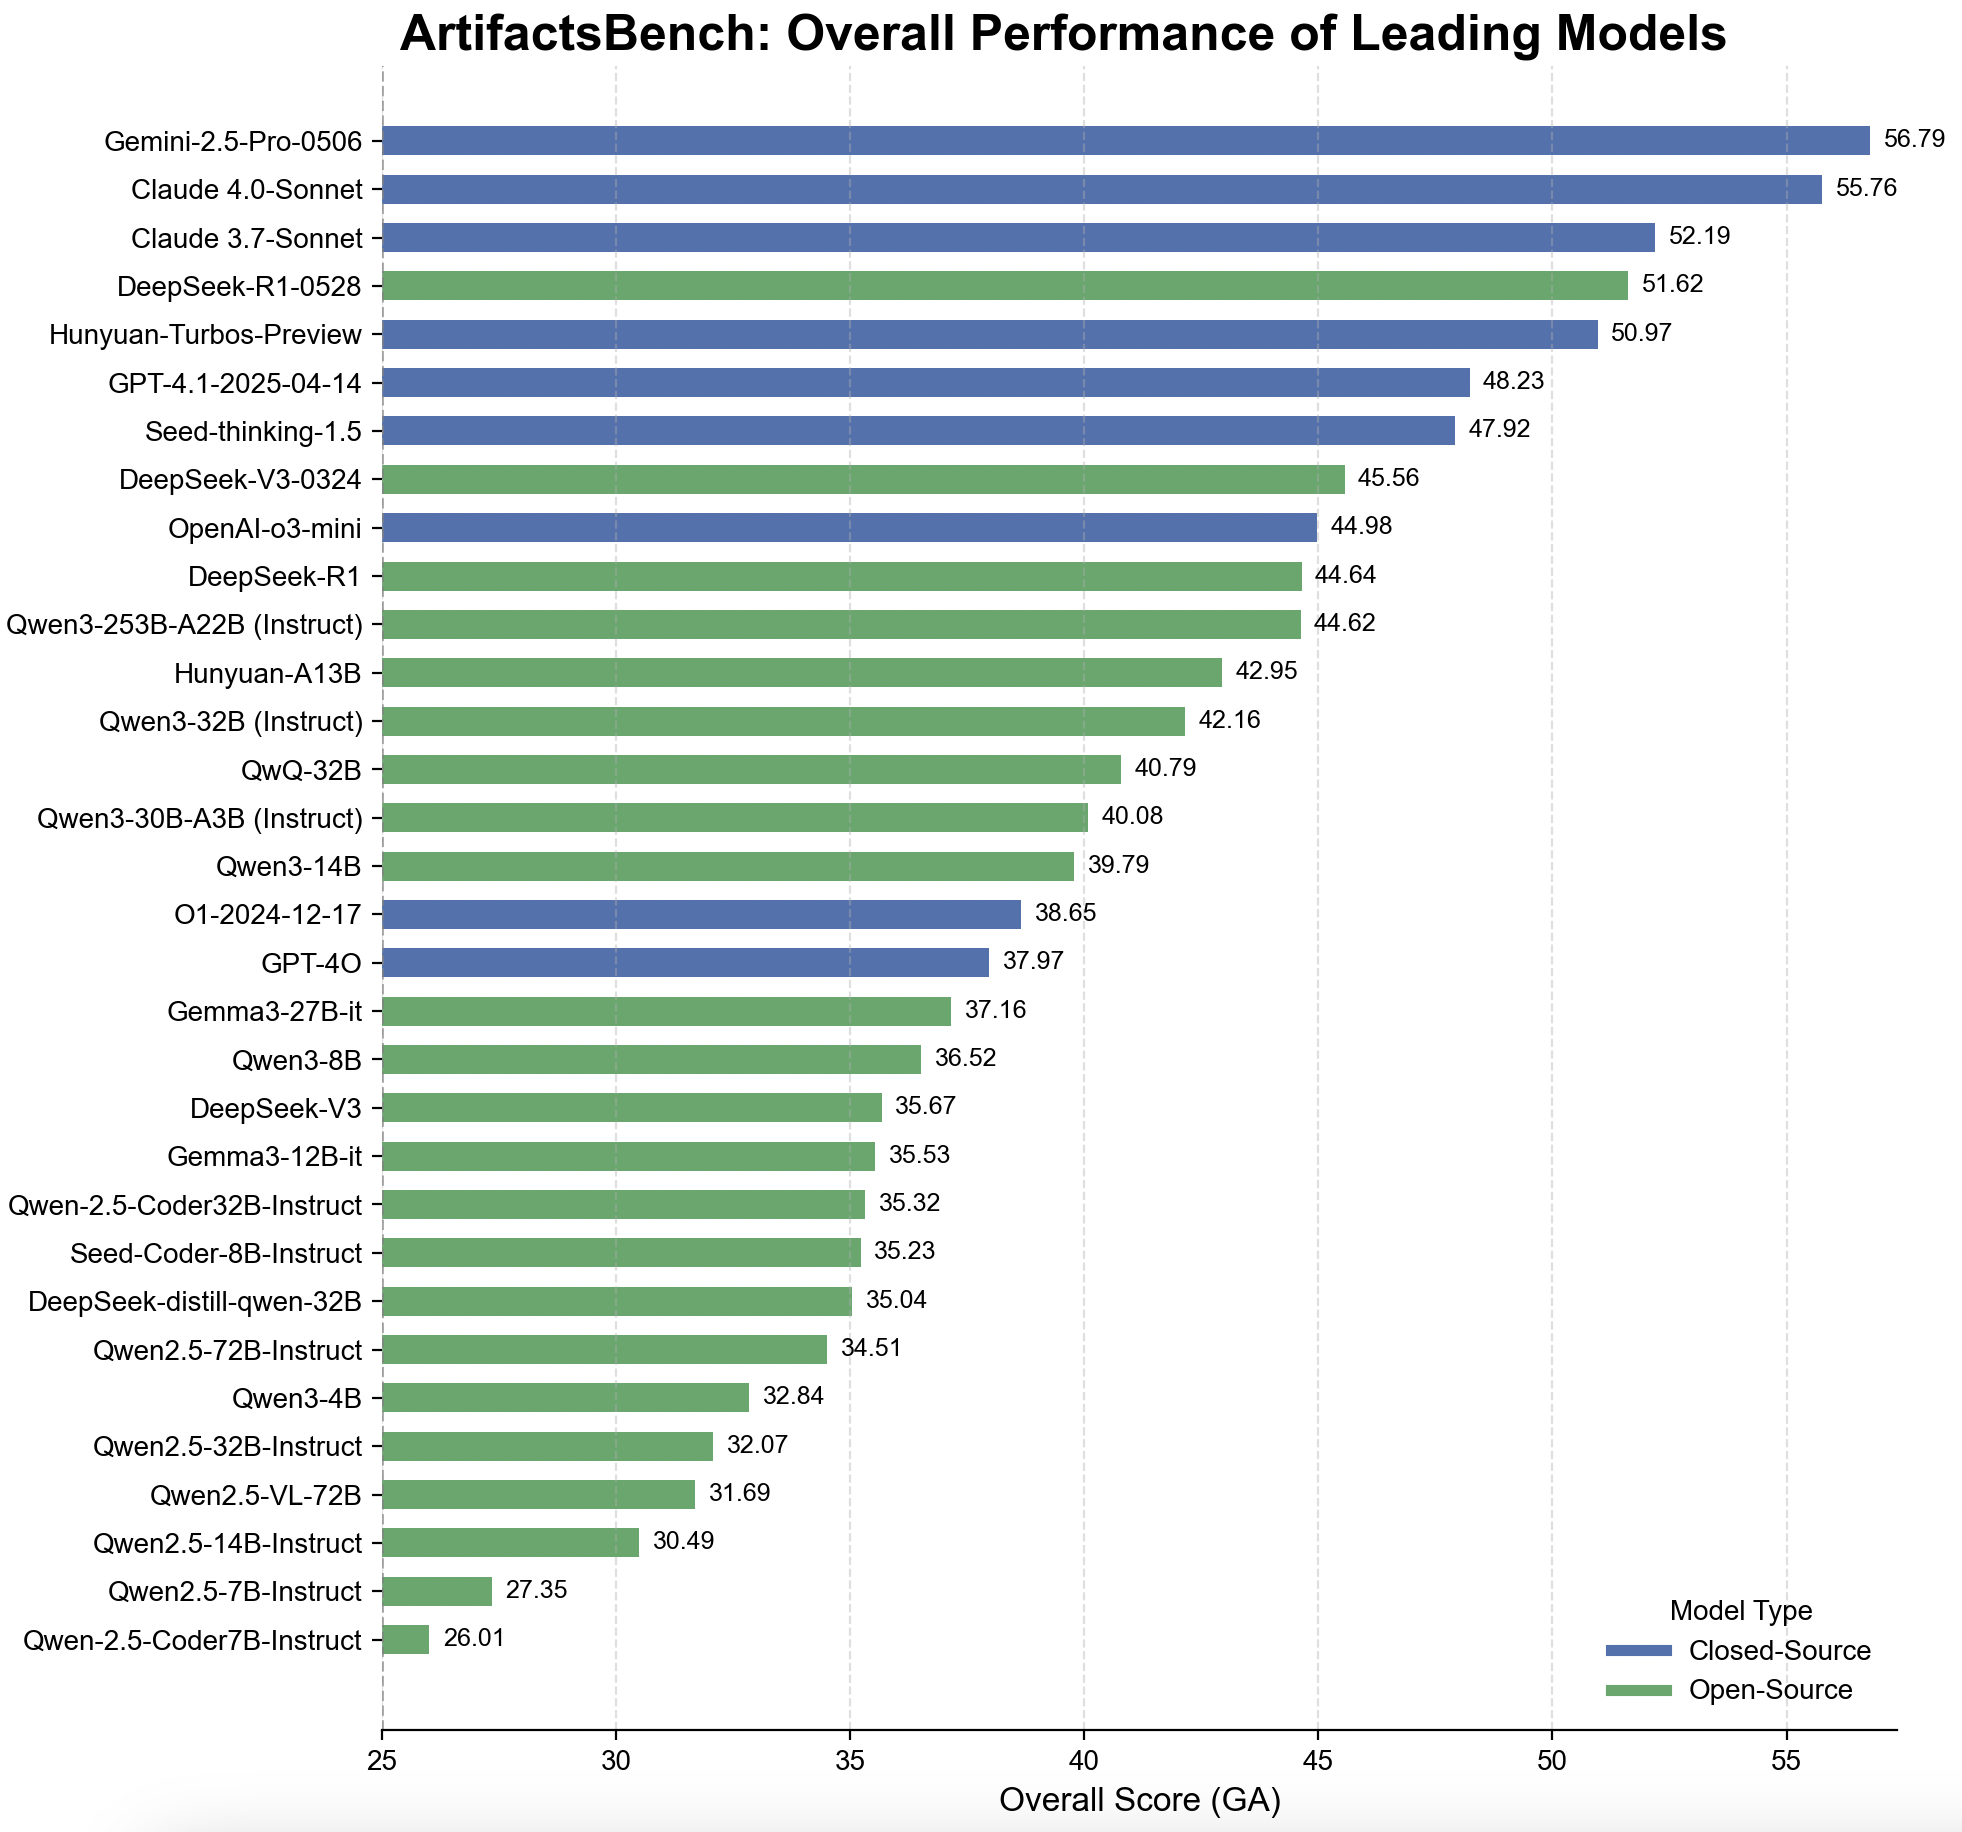 ArtifactsBench: Overall Performance of Leading Models
Gemini-2.5-Pro-0506 56.79
Claude 4.0-Sonnet 55.76
Claude 3.7-Sonnet 52.19
DeepSeek-R1-0528 51.62
Hunyuan-Turbos-Preview 50.97
GPT-4.1-2025-04-14 48.23
Seed-thinking-1.5 47.92
DeepSeek-V3-0324 45.56
OpenAI-o3-mini 44.98
DeepSeek-R1 44.64
Qwen3-253B-A22B (Instruct) 44.62
Hunyuan-A13B 42.95
Qwen3-32B (Instruct) 42.16
QwQ-32B 40.79
Qwen3-30B-A3B (Instruct) 40.08
Qwen3-14B 39.79
O1-2024-12-17 38.65
GPT-4O 37.97
Gemma3-27B-it 37.16
Qwen3-8B 36.52
DeepSeek-V3 35.67
Gemma3-12B-it 35.53
Qwen-2.5-Coder32B-Instruct 35.32
Seed-Coder-8B-Instruct 35.23
DeepSeek-distill-qwen-32B 35.04
Qwen2.5-72B-Instruct 34.51
Qwen3-4B 32.84
Qwen2.5-32B-Instruct 32.07
Qwen2.5-VL-72B 31.69
Qwen2.5-14B-Instruct 30.49
Qwen2.5-7B-Instruct 27.35
Qwen-2.5-Coder7B-Instruct 26.01
Model Type
Closed-Source
Open-Source
25 30 35 40 45 50 55
Overall Score (GA)